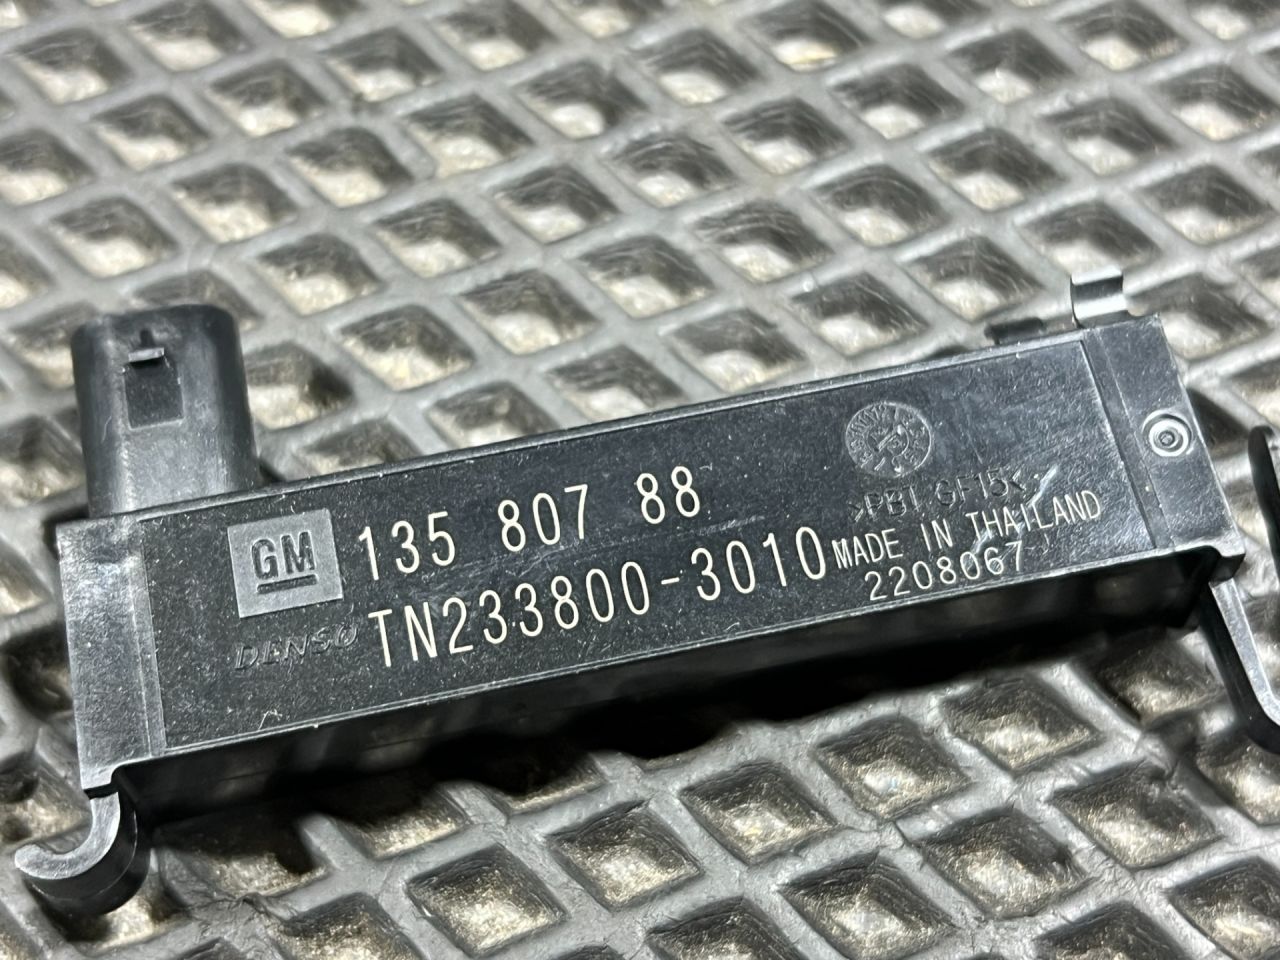 GM
135 807 88
DENSO
TN233800-3010
>PBT GF15<
MADE IN THAILAND
2208067